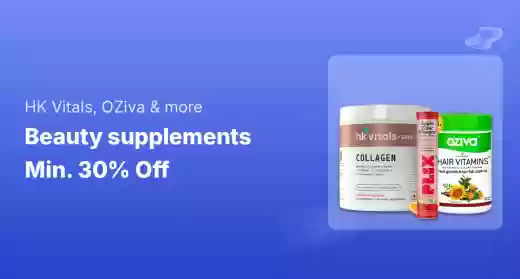 HK Vitals, OZiva & more
Beauty supplements
Min. 30% Off
hk vitals
COLLAGEN
PLIX
OZiva
HAIR VITAMINS